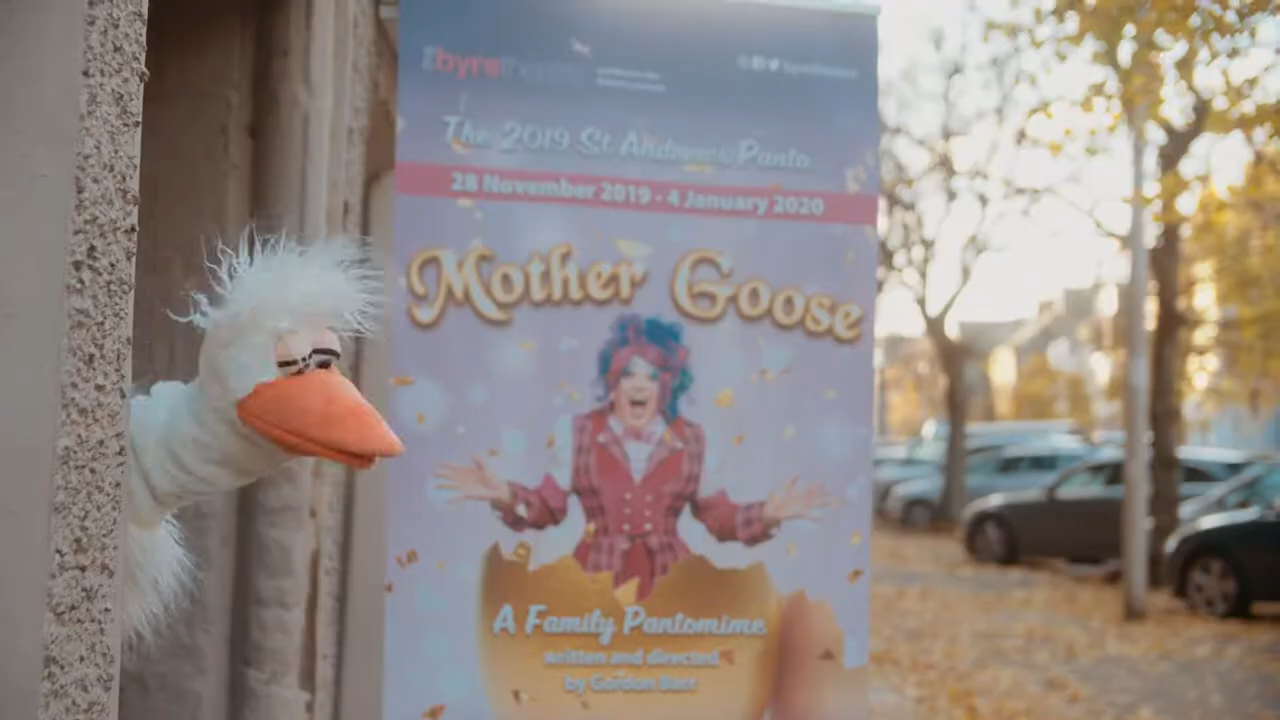 byre theatre
The 2019 St Andrews Panto
28 November 2019 - 4 January 2020
Mother Goose
A Family Pantomime
written and directed
by Gordon Barr